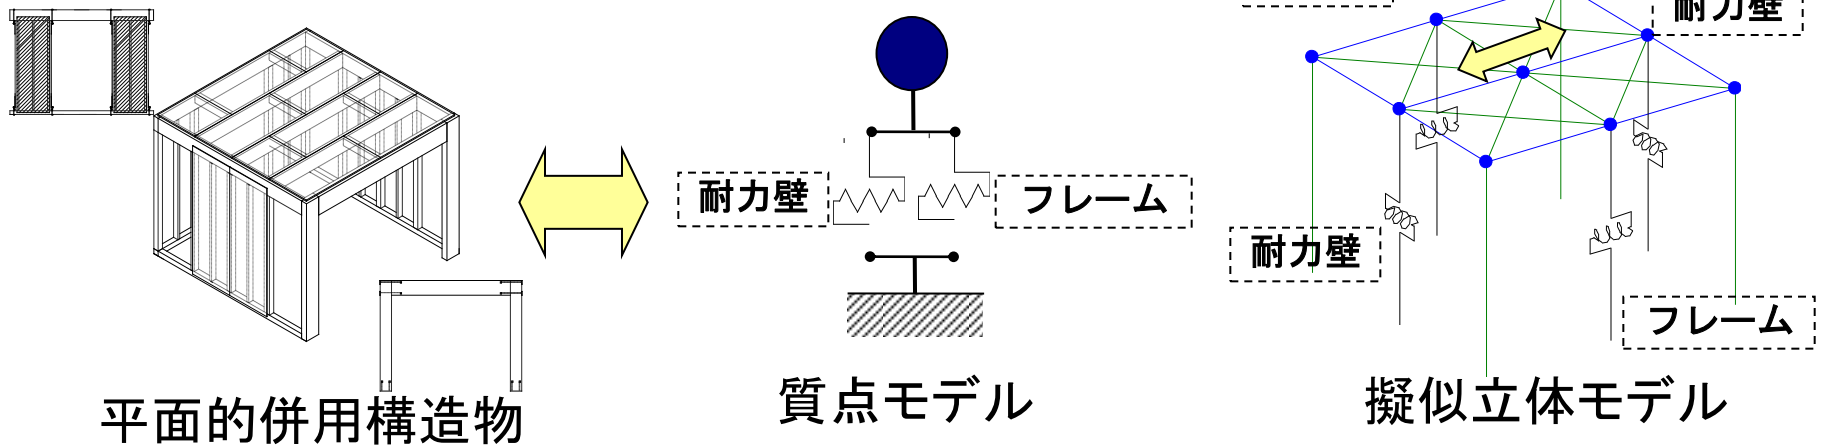 耐力壁
耐力壁
フレーム
耐力壁
フレーム
平面的併用構造物
質点モデル
擬似立体モデル